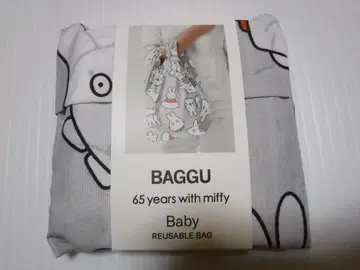 BAGGU
65 years with miffy
Baby
REUSABLE BAG